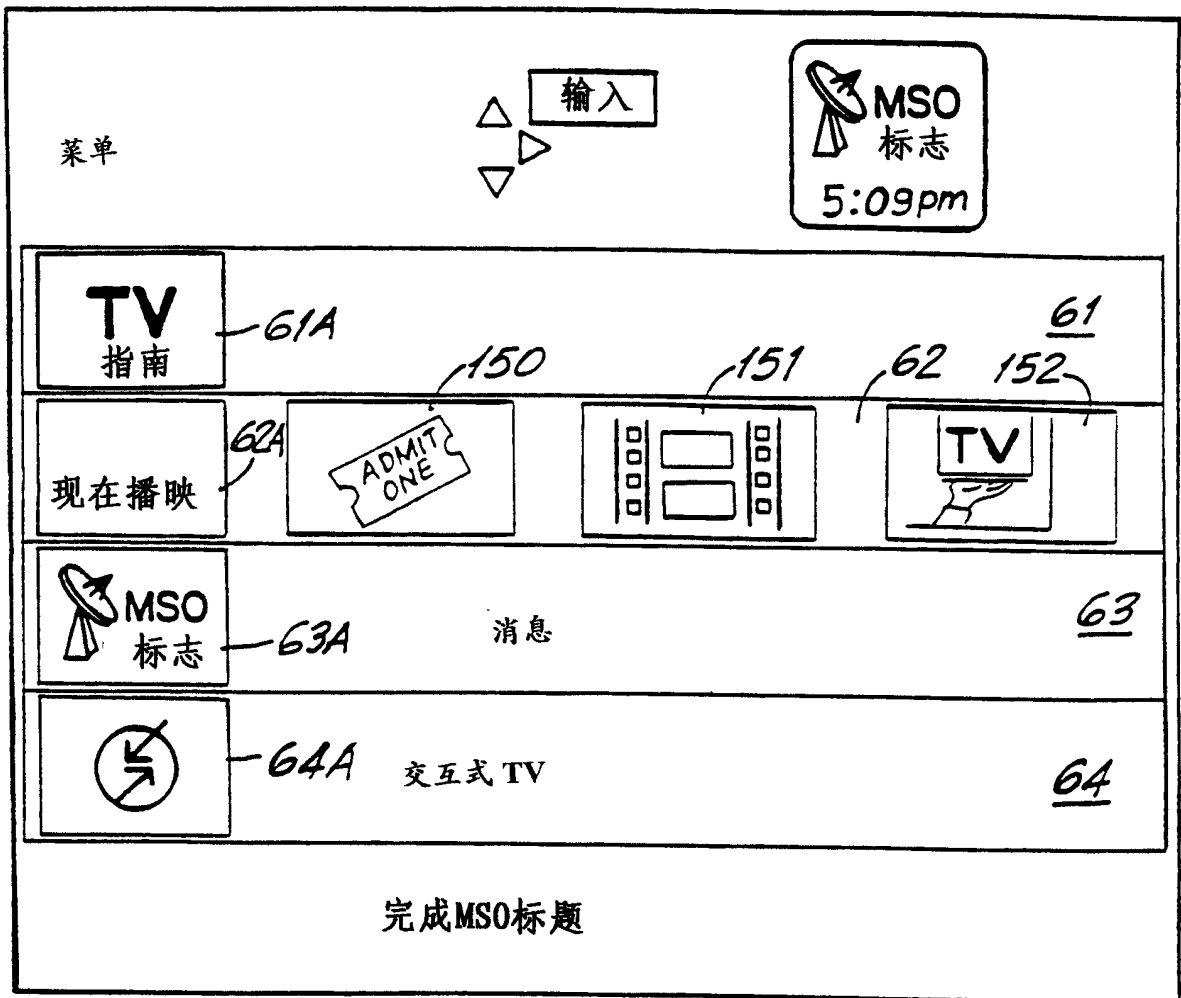 输入
MSO
标志
菜单
5:09pm
TV
指南
61A
61
150
151
62
152
62A
ADMIT
ONE
TV
现在播映
MSO
标志
63A
消息
63
64A
交互式 TV
64
完成MSO标题